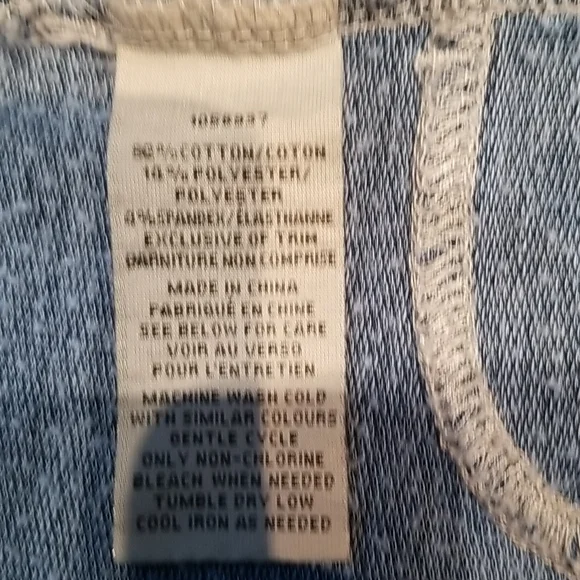 COTTON/COTON
POLYESTER/
POLYESTER
SPANDEX/ÉLASTHANNE
EXCLUSIVE OF TRIM
GARNITURE NON COMPRISE
MADE IN CHINA
FABRIQUÉ EN CHINE
SEE BELOW FOR CARE
VOIR AU VERSO
POUR L'ENTRETIEN
MACHINE WASH COLD
WITH SIMILAR COLOURS
GENTLE CYCLE
ONLY NON-CHLORINE
BLEACH WHEN NEEDED
TUMBLE DRY LOW
COOL IRON AS NEEDED